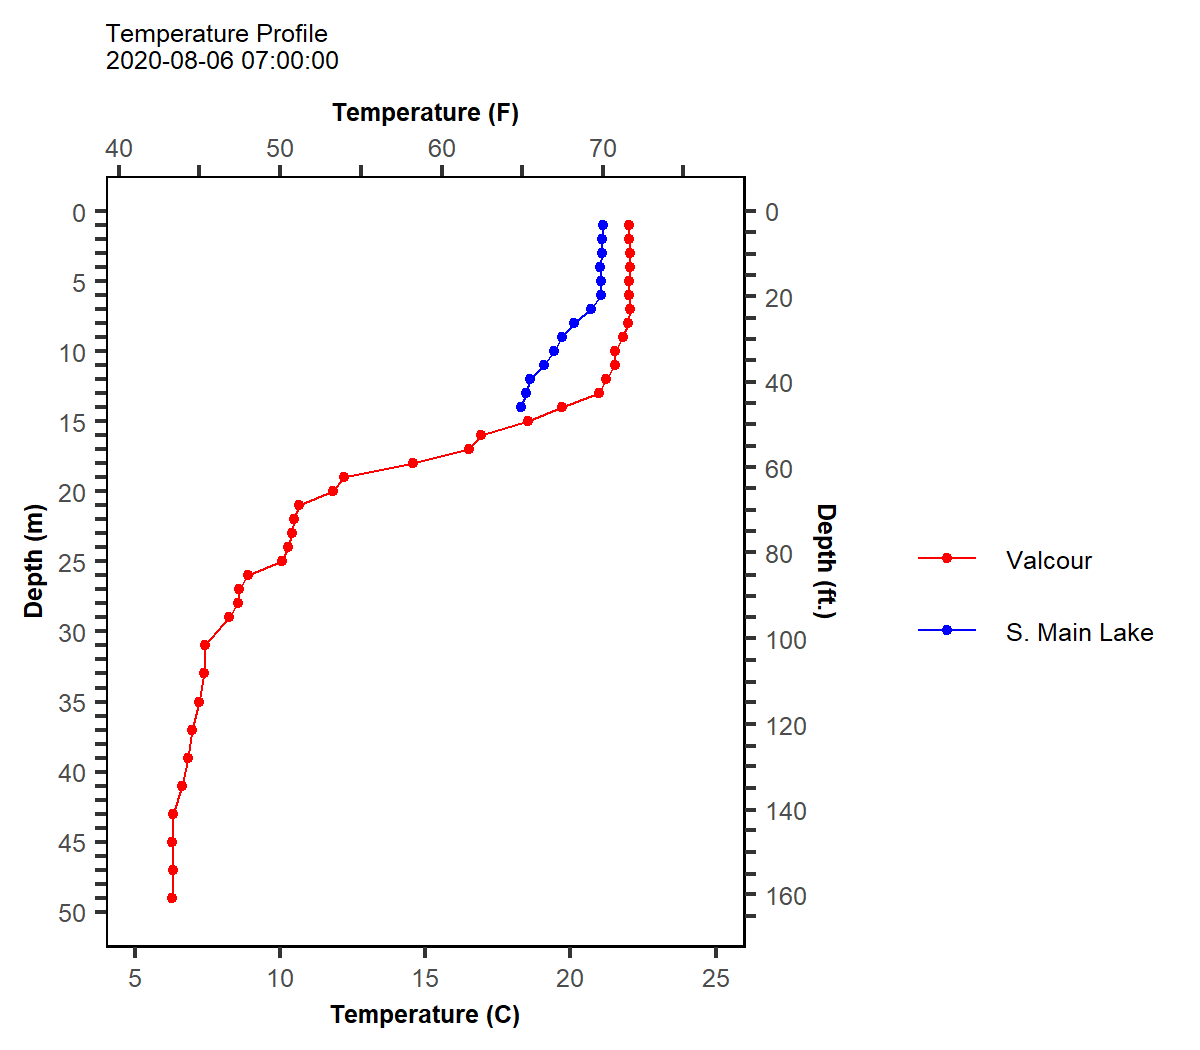 Temperature Profile
2020-08-06 07:00:00
Temperature (F)
40 50 60 70
0 0
5
20
10
40
15
60
20
Depth (m)
Depth (ft.)
80
25
Valcour
30
100
S. Main Lake
35
120
40
140
45
160
50
5 10 15 20 25
Temperature (C)